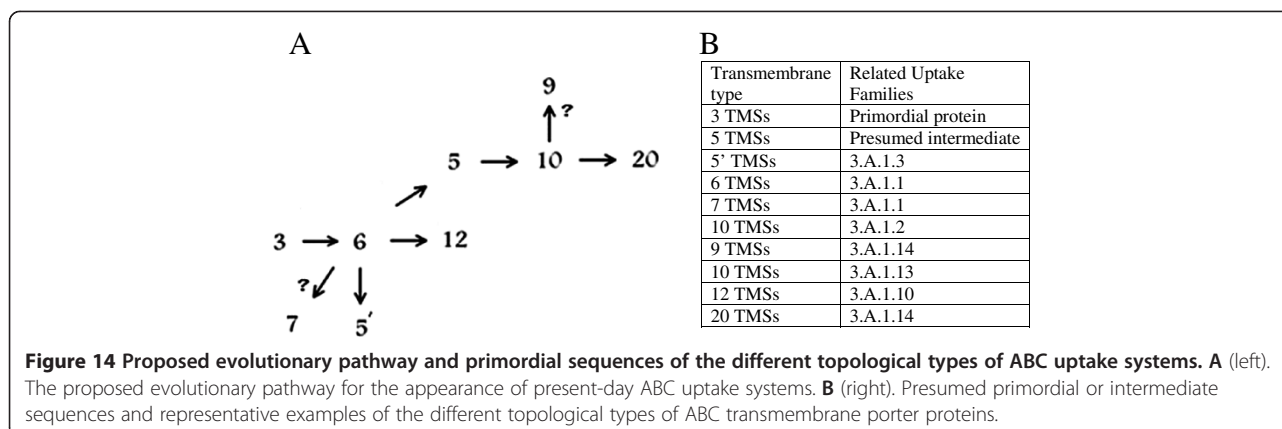 A
9
?
5 → 10 → 20
3 → 6 → 12
?
7 5'
B
Transmembrane type Related Uptake Families
3 TMSs Primordial protein
5 TMSs Presumed intermediate
5' TMSs 3.A.1.3
6 TMSs 3.A.1.1
7 TMSs 3.A.1.1
10 TMSs 3.A.1.2
9 TMSs 3.A.1.14
10 TMSs 3.A.1.13
12 TMSs 3.A.1.10
20 TMSs 3.A.1.14
Figure 14 Proposed evolutionary pathway and primordial sequences of the different topological types of ABC uptake systems. A (left).
The proposed evolutionary pathway for the appearance of present-day ABC uptake systems. B (right). Presumed primordial or intermediate
sequences and representative examples of the different topological types of ABC transmembrane porter proteins.